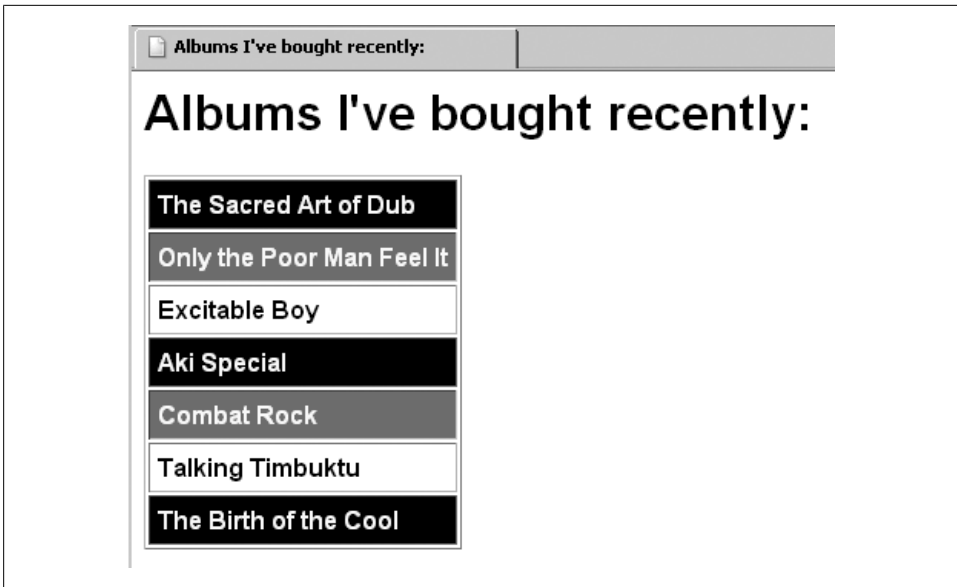 Albums I've bought recently:
Albums I've bought recently:
The Sacred Art of Dub
Only the Poor Man Feel It
Excitable Boy
Aki Special
Combat Rock
Talking Timbuktu
The Birth of the Cool